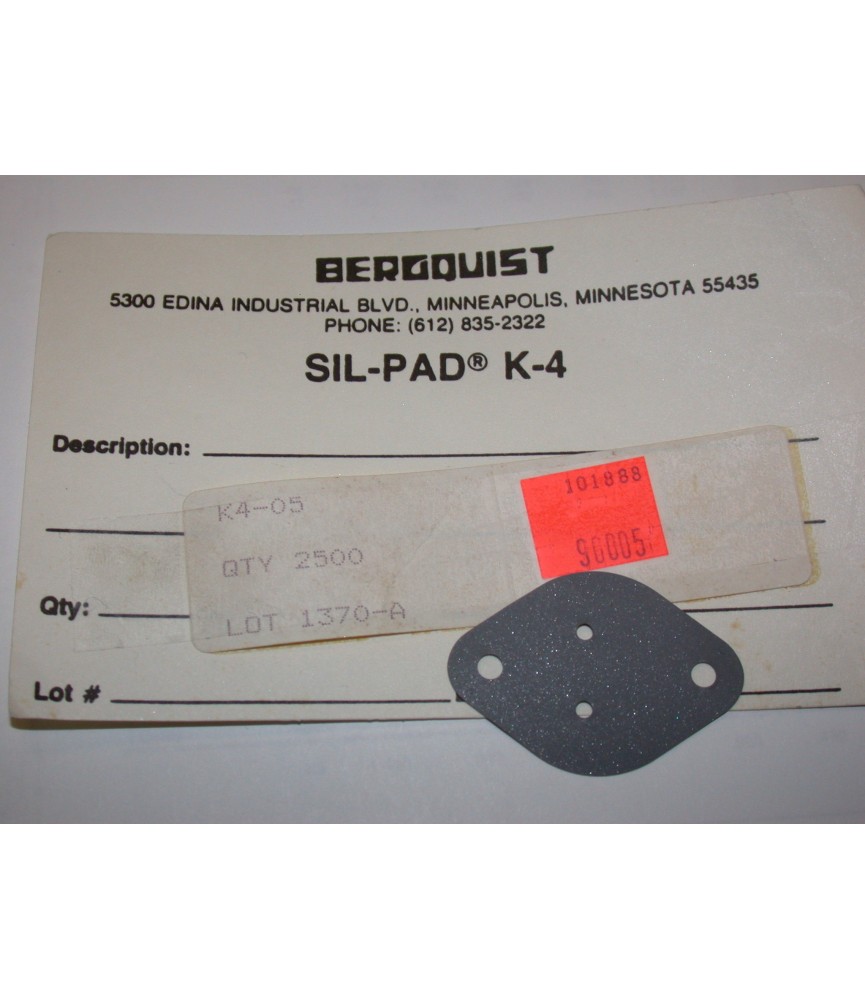 BERGQUIST
5300 EDINA INDUSTRIAL BLVD., MINNEAPOLIS, MINNESOTA 55435
PHONE: (612) 835-2322
SIL-PAD® K-4
Description:
K4-05
101888
QTY 2500
96005
Qty:
LOT 1370-A
Lot #